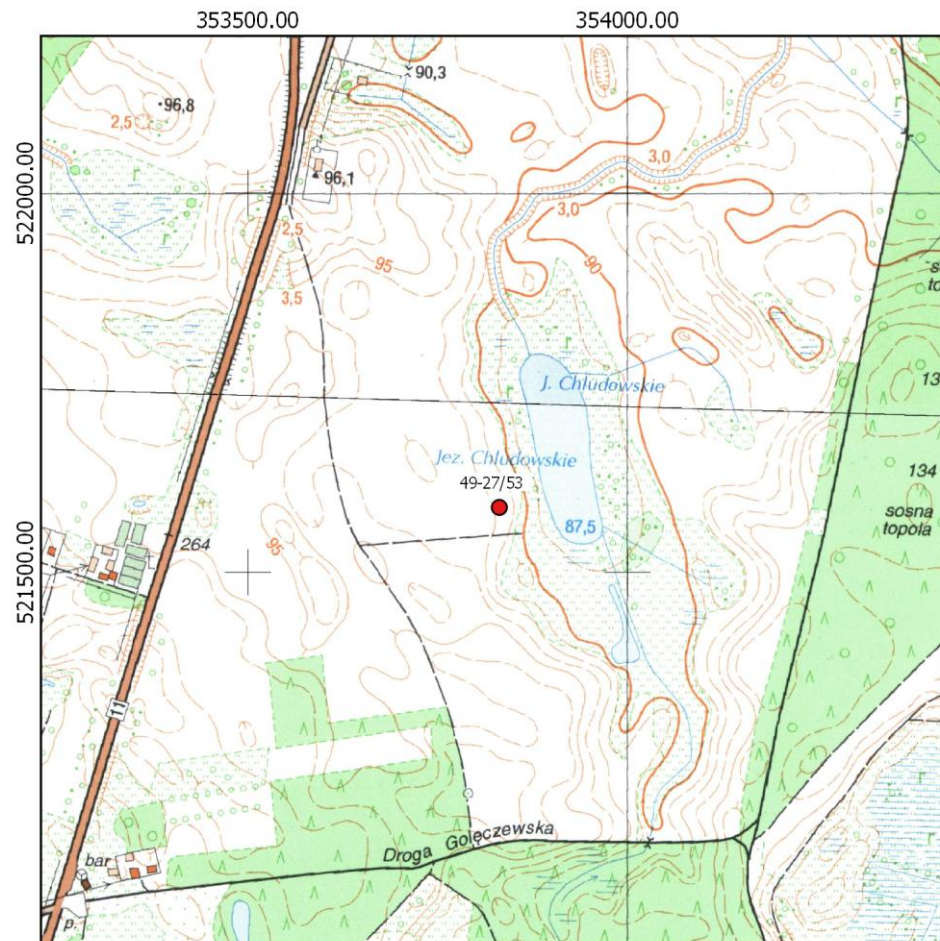 353500.00
354000.00
90,3
96,8
2,5
3,0
96,1
522000.00
3,0
2,5
95
90
3,5
s
to
13
J. Chludowskie
Jez. Chludowskie
49-27/53
134
sosna
topola
87,5
264
95
521500.00
11
Droga Golęczewska
bar
p.